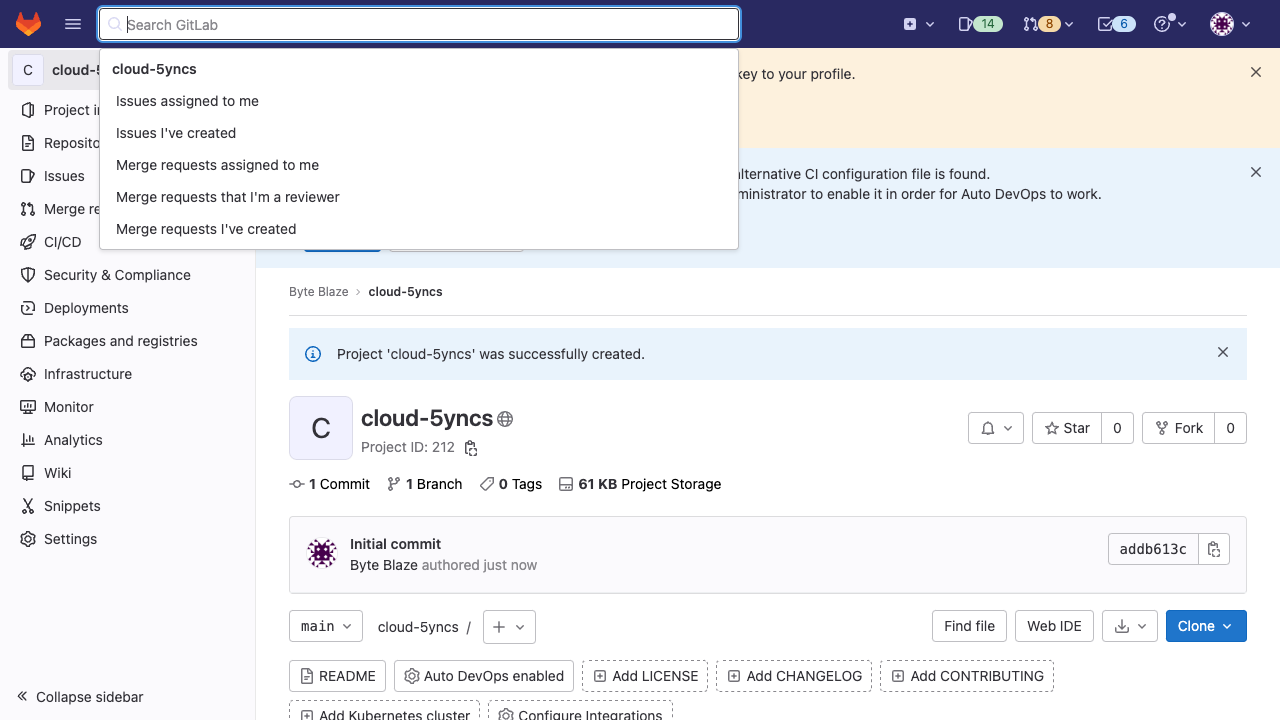 Search GitLab
14
8
6
C
cloud-5
cloud-5yncs
Issues assigned to me
Issues I've created
Merge requests assigned to me
Merge requests that I'm a reviewer
Merge requests I've created
key to your profile.
alternative CI configuration file is found.
ministrator to enable it in order for Auto DevOps to work.
Project in
Reposito
Issues
Merge re
CI/CD
Security & Compliance
Deployments
Packages and registries
Infrastructure
Monitor
Analytics
Wiki
Snippets
Settings
Collapse sidebar
Byte Blaze
cloud-5yncs
Project 'cloud-5yncs' was successfully created.
C
cloud-5yncs
Project ID: 212
Star 0
Fork 0
1 Commit
1 Branch
0 Tags
61 KB Project Storage
Initial commit
Byte Blaze authored just now
addb613c
main
cloud-5yncs /
Find file
Web IDE
Clone
README
Auto DevOps enabled
Add LICENSE
Add CHANGELOG
Add CONTRIBUTING
Add Kubernetes cluster
Configure Integrations